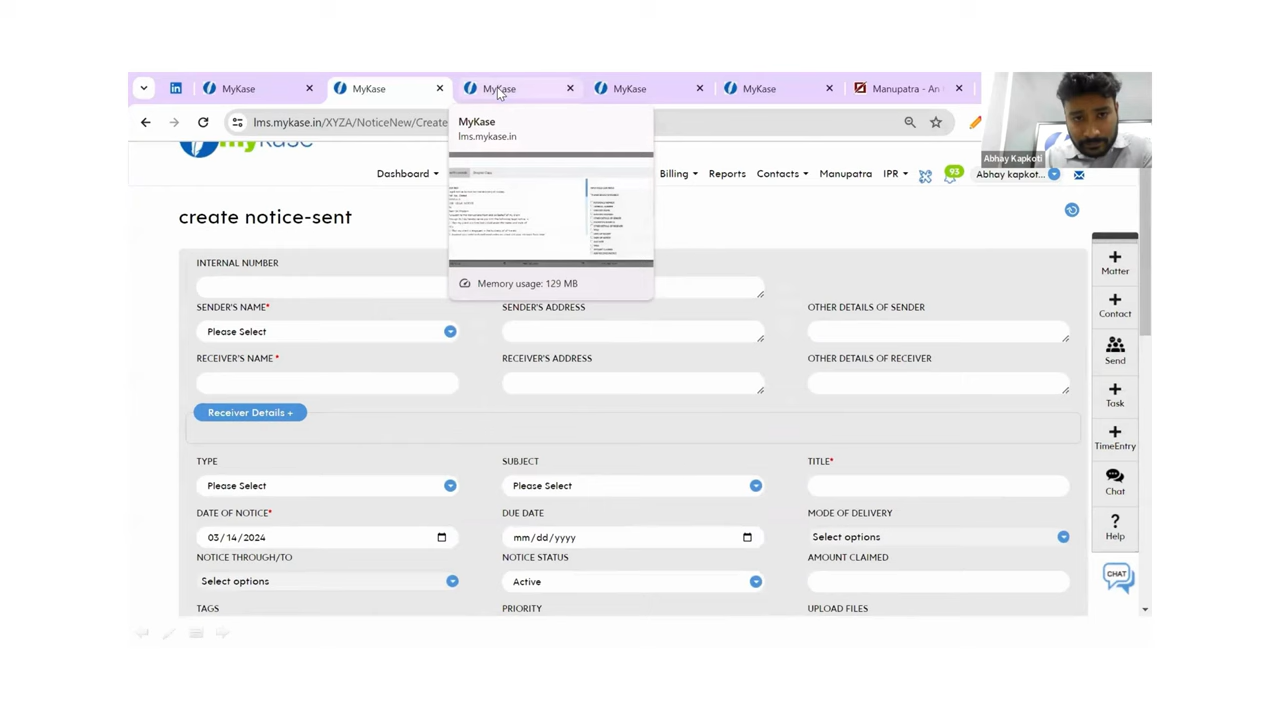 MyKase
MyKase
MyKase
MyKase
MyKase
Manupatra - An
lms.mykase.in/XYZA/NoticeNew/Create
MyKase
lms.mykase.in
Memory usage: 129 MB
Abhay Kapkoti
myKase
Dashboard
Billing
Reports
Contacts
Manupatra
IPR
93
Abhay kapkot...
create notice-sent
INTERNAL NUMBER
SENDER'S NAME*
SENDER'S ADDRESS
OTHER DETAILS OF SENDER
Please Select
RECEIVER'S NAME *
RECEIVER'S ADDRESS
OTHER DETAILS OF RECEIVER
Receiver Details +
TYPE
SUBJECT
TITLE*
Please Select
Please Select
DATE OF NOTICE*
DUE DATE
MODE OF DELIVERY
03/14/2024
mm/dd/yyyy
Select options
NOTICE THROUGH/TO
NOTICE STATUS
AMOUNT CLAIMED
Select options
Active
TAGS
PRIORITY
UPLOAD FILES
Matter
Contact
Send
Task
TimeEntry
Chat
Help
CHAT